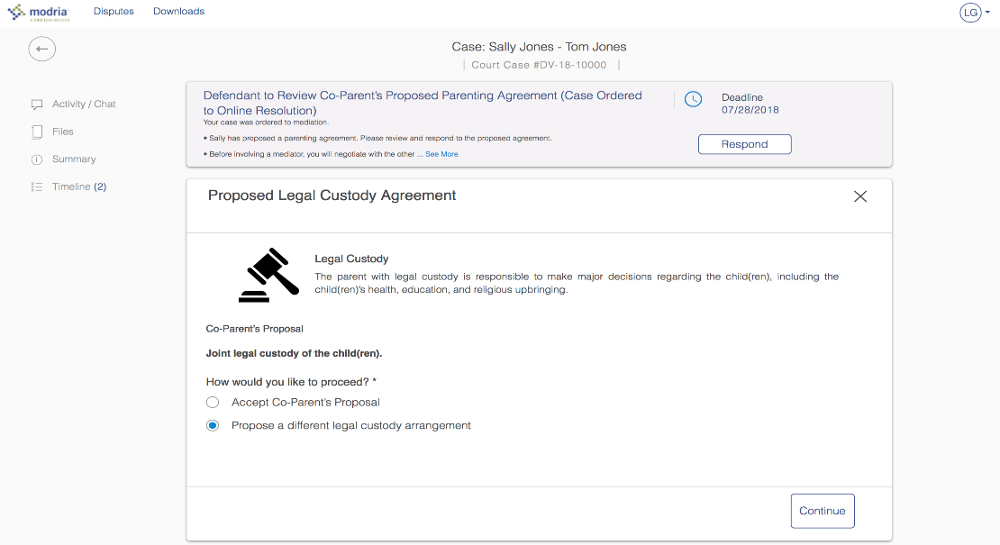 modria
a total tyler solution
Disputes
Downloads
LG
Case: Sally Jones - Tom Jones
| Court Case #DV-18-10000 |
Activity / Chat
Files
Summary
Timeline (2)
Defendant to Review Co-Parent's Proposed Parenting Agreement (Case Ordered
to Online Resolution)
Your case was ordered to mediation.
• Sally has proposed a parenting agreement. Please review and respond to the proposed agreement.
• Before involving a mediator, you will negotiate with the other ... See More
Deadline
07/28/2018
Respond
Proposed Legal Custody Agreement
Legal Custody
The parent with legal custody is responsible to make major decisions regarding the child(ren), including the
child(ren)'s health, education, and religious upbringing.
Co-Parent's Proposal
Joint legal custody of the child(ren).
How would you like to proceed? *
Accept Co-Parent's Proposal
Propose a different legal custody arrangement
Continue